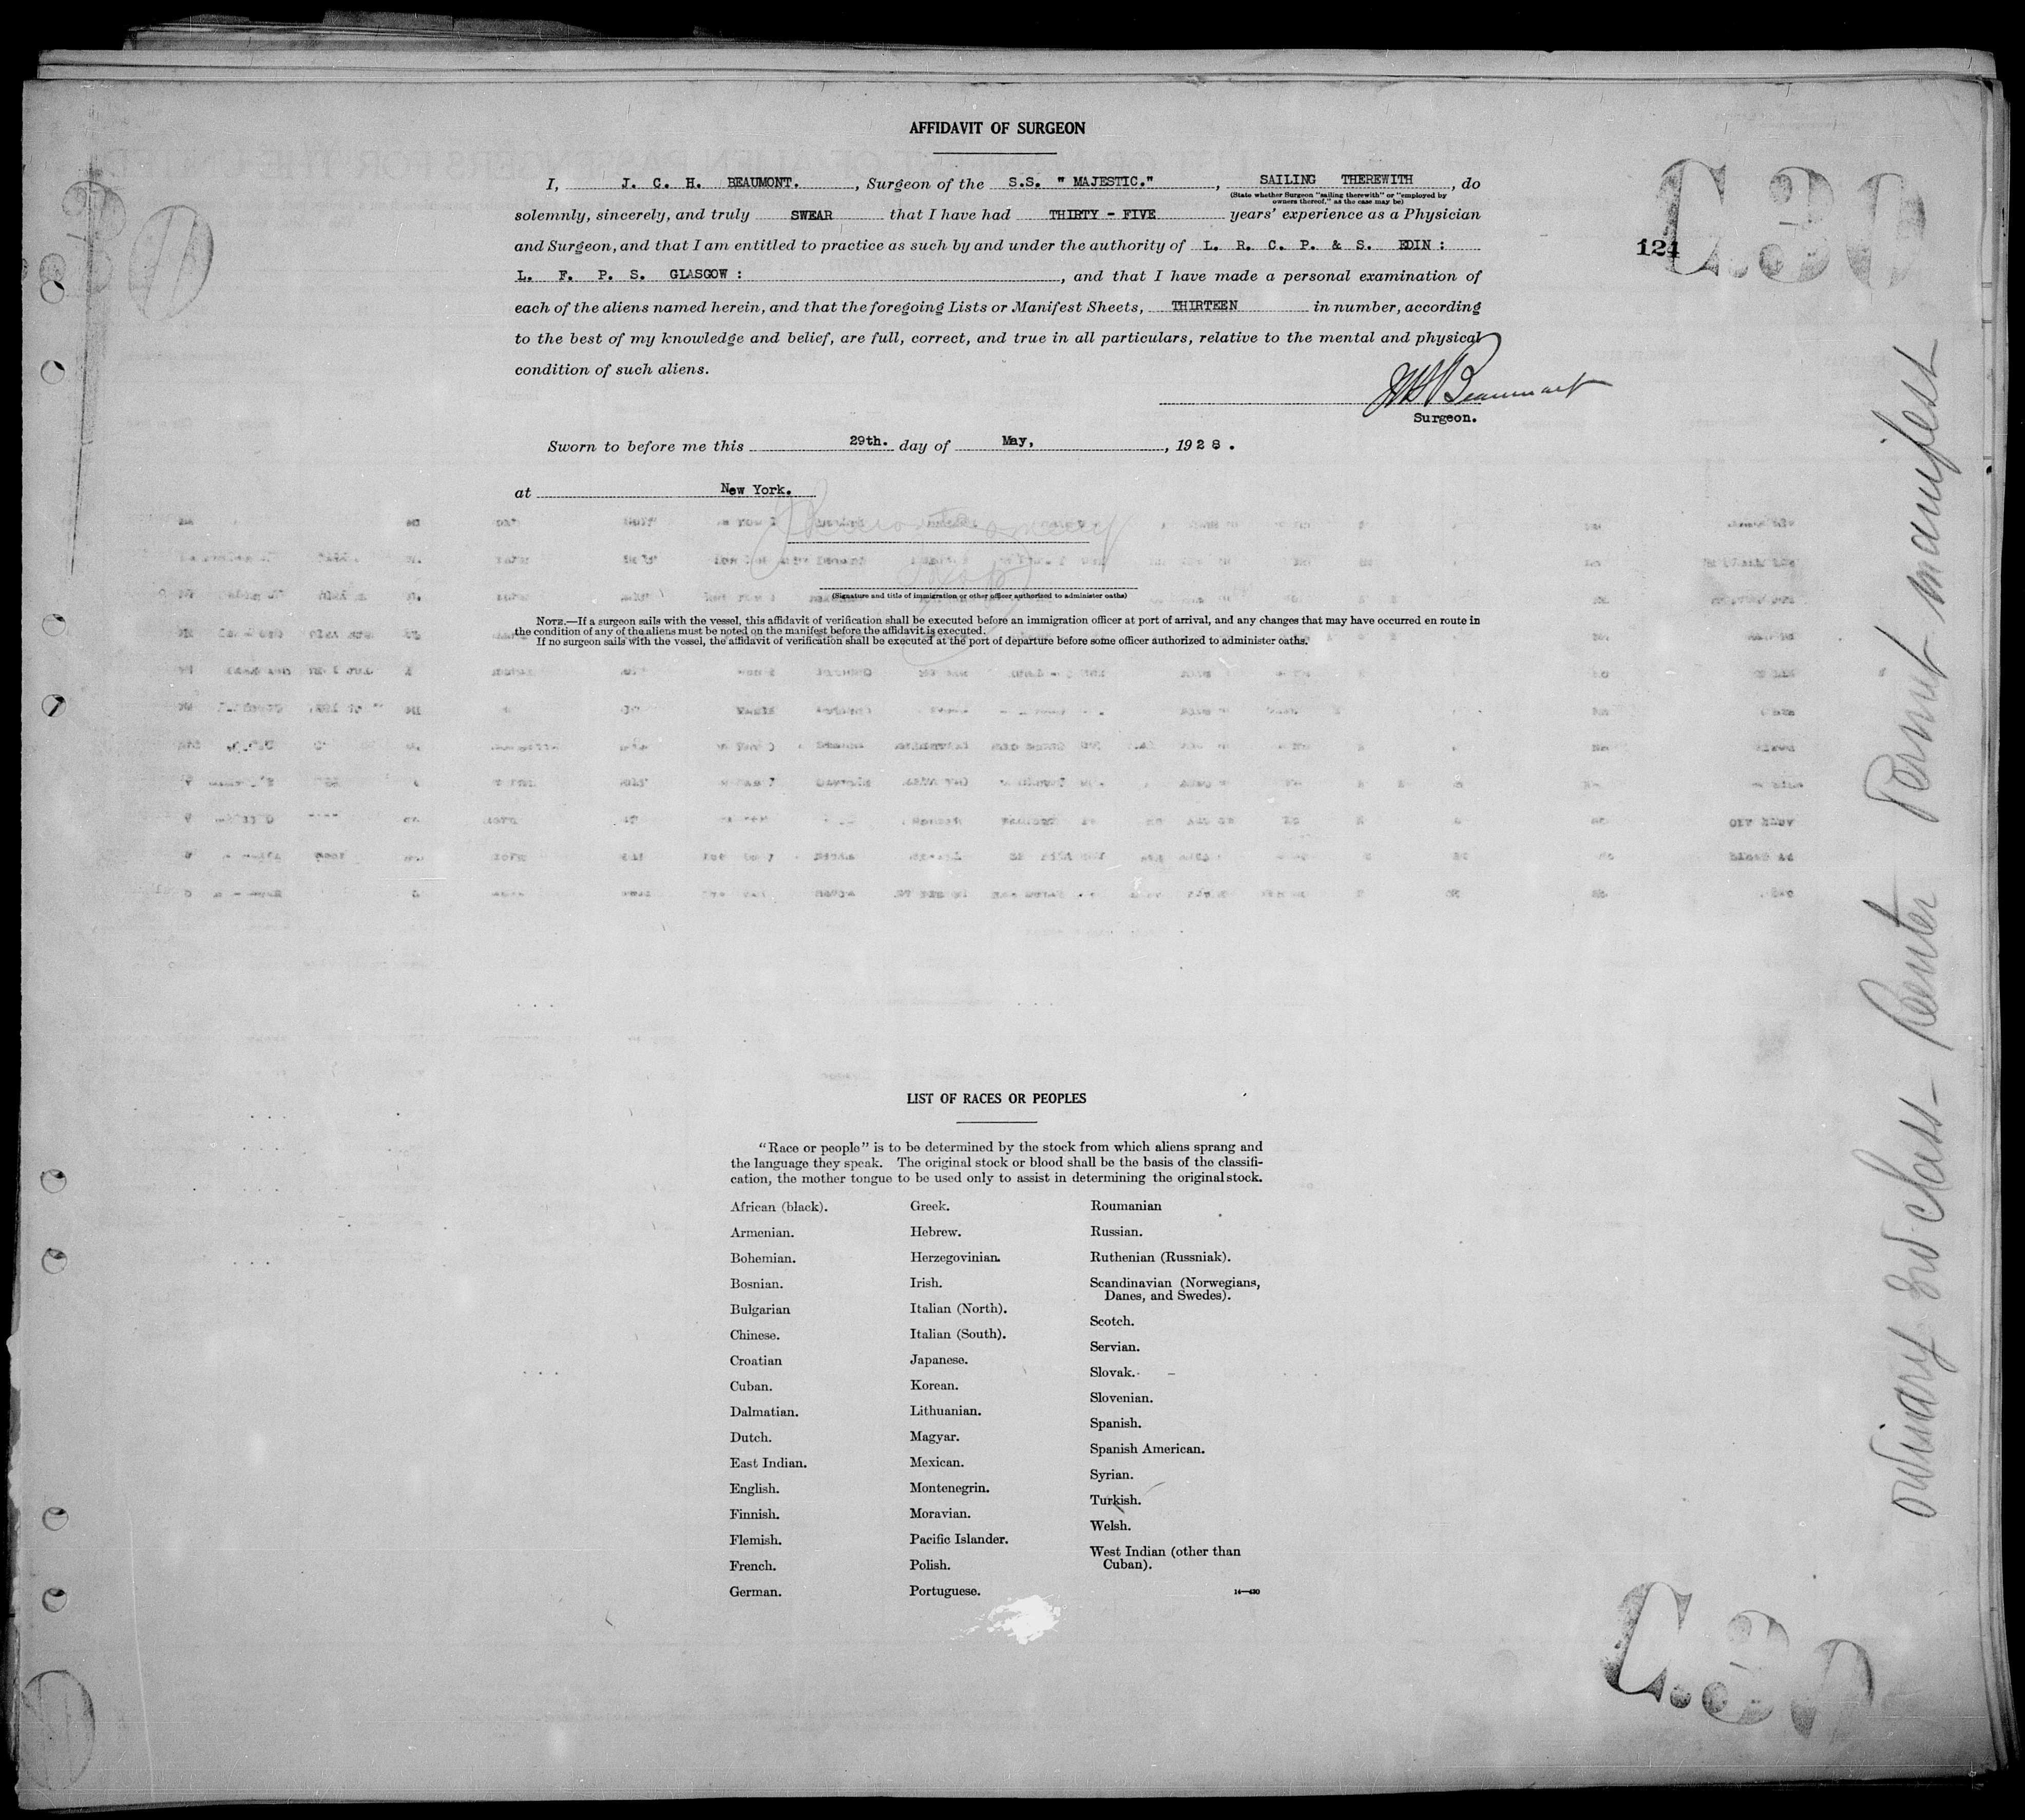 AFFIDAVIT OF SURGEON
I, J. C. H. BEAUMONT. , Surgeon of the S.S. " MAJESTIC." , SAILING THEREWITH , do
(State whether Surgeon "sailing therewith" or "employed by
owners thereof," as the case may be)
solemnly, sincerely, and truly SWEAR that I have had THIRTY - FIVE years' experience as a Physician
and Surgeon, and that I am entitled to practice as such by and under the authority of L. R. C. P. & S. EDIN :
L. F. P. S. GLASGOW : , and that I have made a personal examination of
each of the aliens named herein, and that the foregoing Lists or Manifest Sheets, THIRTEEN in number, according
to the best of my knowledge and belief, are full, correct, and true in all particulars, relative to the mental and physical
condition of such aliens.
Beaumont
Surgeon.
Sworn to before me this 29th. day of May, , 1928.
at New York.
(Signature and title of immigration or other officer authorized to administer oaths)
NOTE.—If a surgeon sails with the vessel, this affidavit of verification shall be executed before an immigration officer at port of arrival, and any changes that may have occurred en route in
the condition of any of the aliens must be noted on the manifest before the affidavit is executed.
If no surgeon sails with the vessel, the affidavit of verification shall be executed at the port of departure before some officer authorized to administer oaths.
C.30
124
ordinary 3rd class - Reenter Permit manifest
LIST OF RACES OR PEOPLES
"Race or people" is to be determined by the stock from which aliens sprang and
the language they speak. The original stock or blood shall be the basis of the classifi-
cation, the mother tongue to be used only to assist in determining the original stock.
African (black).
Armenian.
Bohemian.
Bosnian.
Bulgarian
Chinese.
Croatian
Cuban.
Dalmatian.
Dutch.
East Indian.
English.
Finnish.
Flemish.
French.
German.
Greek.
Hebrew.
Herzegovinian.
Irish.
Italian (North).
Italian (South).
Japanese.
Korean.
Lithuanian.
Magyar.
Mexican.
Montenegrin.
Moravian.
Pacific Islander.
Polish.
Portuguese.
Roumanian
Russian.
Ruthenian (Russniak).
Scandinavian (Norwegians,
Danes, and Swedes).
Scotch.
Servian.
Slovak.
Slovenian.
Spanish.
Spanish American.
Syrian.
Turkish.
Welsh.
West Indian (other than
Cuban).
14—430
C.30